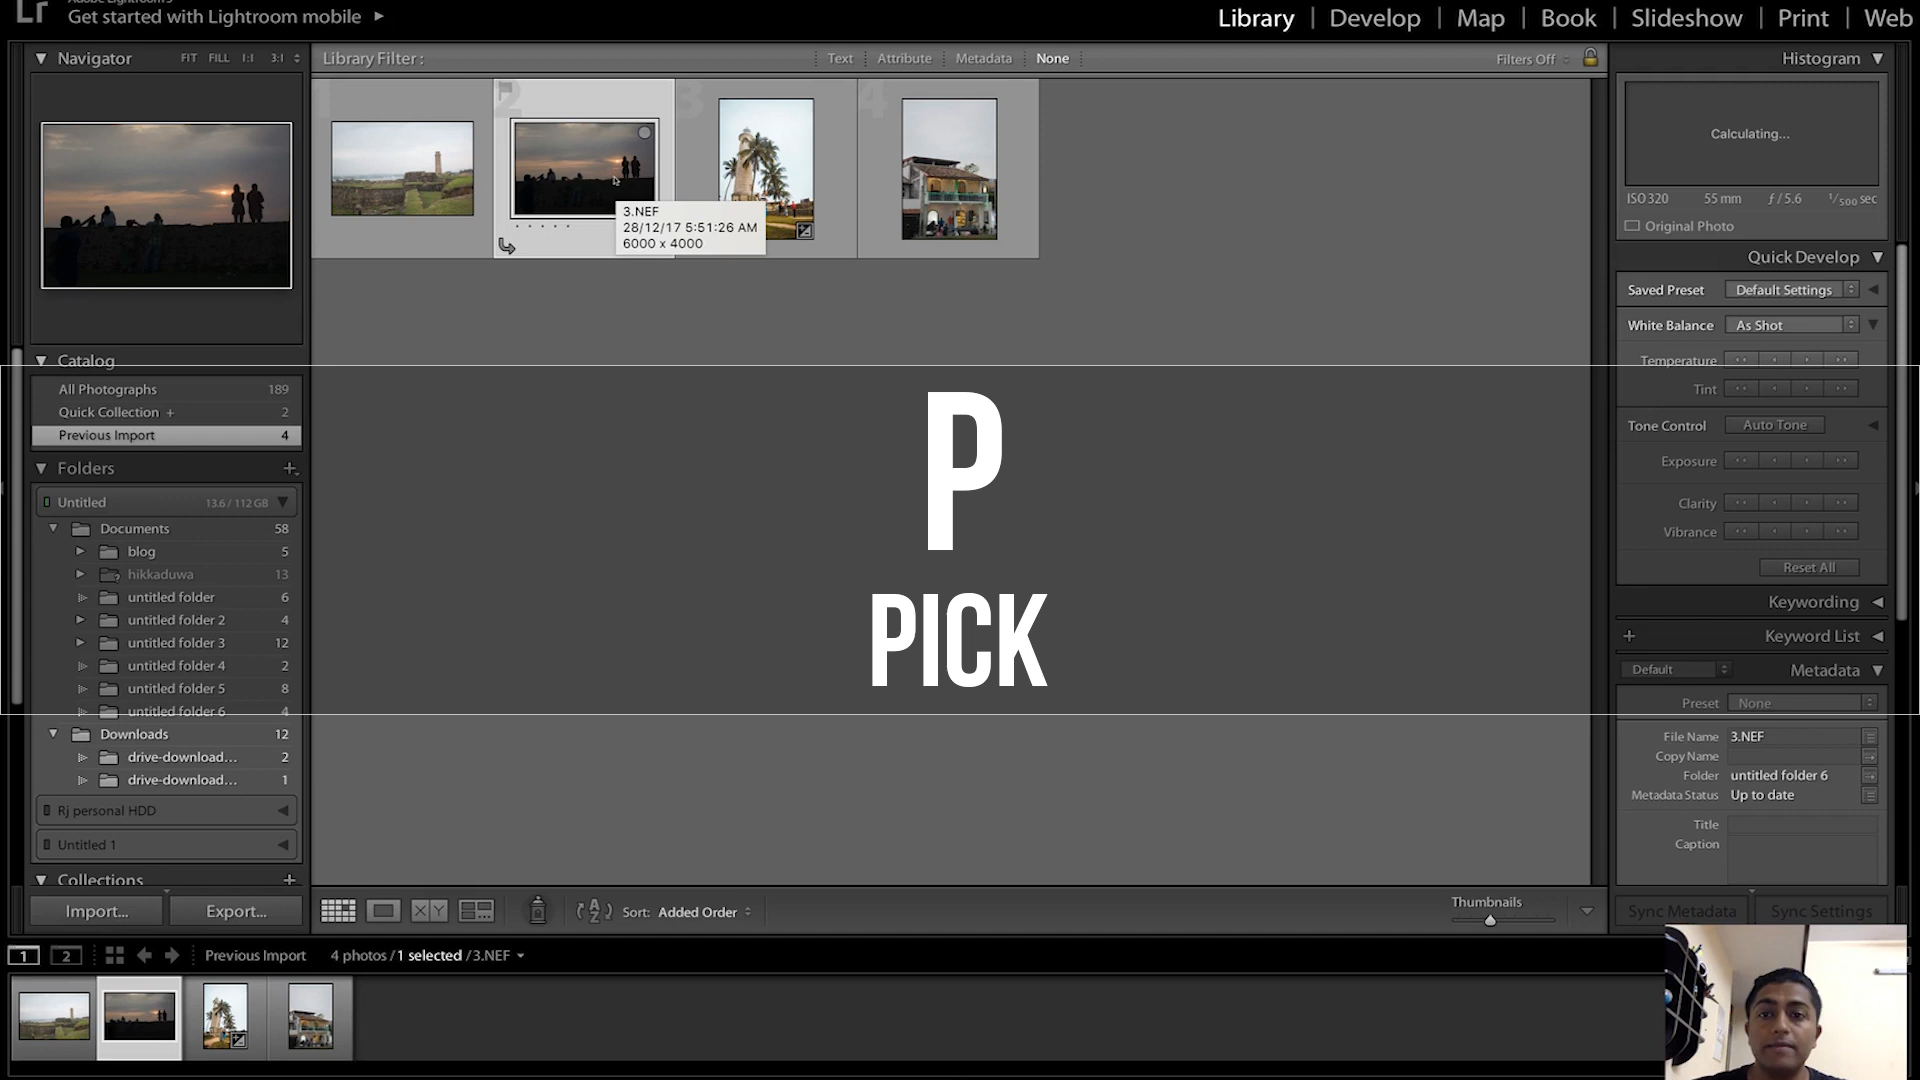 Lr
Get started with Lightroom mobile
Library | Develop | Map | Book | Slideshow | Print | Web
Navigator
FIT FILL 1:1 3:1
Library Filter :
Text Attribute Metadata None
Filters Off
Histogram
Calculating...
ISO 320 55 mm ƒ / 5.6 1/500 sec
Original Photo
1
2
3
4
3.NEF
28/12/17 5:51:26 AM
6000 x 4000
Quick Develop
Saved Preset Default Settings
White Balance As Shot
Temperature
Tint
Tone Control Auto Tone
Exposure
Clarity
Vibrance
Reset All
Keywording
Keyword List
Default Metadata
Preset None
File Name 3.NEF
Copy Name
Folder untitled folder 6
Metadata Status Up to date
Title
Caption
Sync Metadata Sync Settings
Catalog
All Photographs 189
Quick Collection + 2
Previous Import 4
Folders
Untitled 13.6 / 112 GB
Documents 58
blog 5
hikkaduwa 13
untitled folder 6
untitled folder 2 4
untitled folder 3 12
untitled folder 4 2
untitled folder 5 8
untitled folder 6 4
Downloads 12
drive-download... 2
drive-download... 1
Rj personal HDD
Untitled 1
Collections
Import... Export...
P
PICK
X Y
Sort: Added Order
Thumbnails
1 2 Previous Import 4 photos / 1 selected / 3.NEF